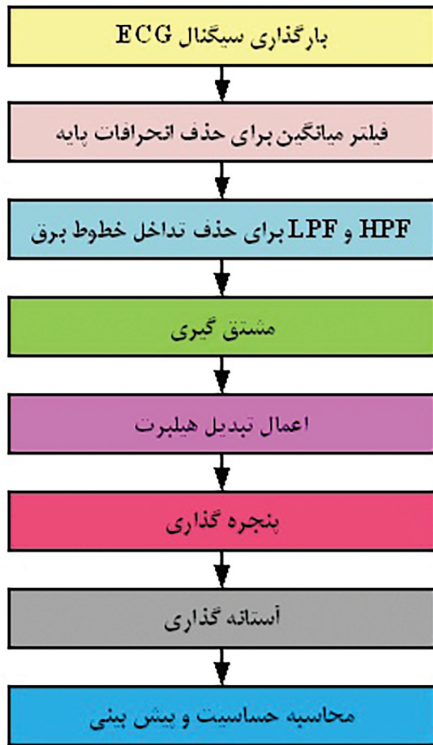 بارگذاری سیگنال ECG
فیلتر میانگین برای حذف انحرافات پایه
HPF و LPF برای حذف تداخل خطوط برق
مشتق گیری
اعمال تبدیل هیلبرت
پنجره گذاری
آستانه گذاری
محاسبه حساسیت و پیش بینی